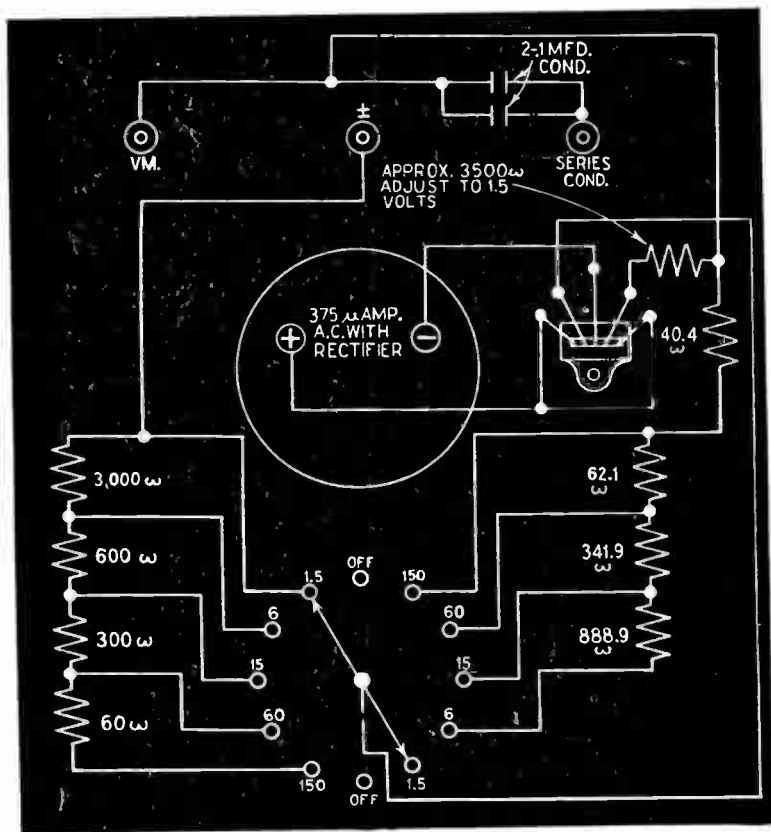 2-.1 MFD.
COND.
±
VM.
SERIES
COND.
APPROX. 3500ω
ADJUST TO 1.5
VOLTS
375 μAMP.
A.C. WITH
RECTIFIER
+
−
40.4
ω
3,000 ω
62.1
ω
600 ω
341.9
ω
OFF
1.5
150
6
60
300 ω
888.9
ω
15
15
60
6
60 ω
150
OFF
1.5